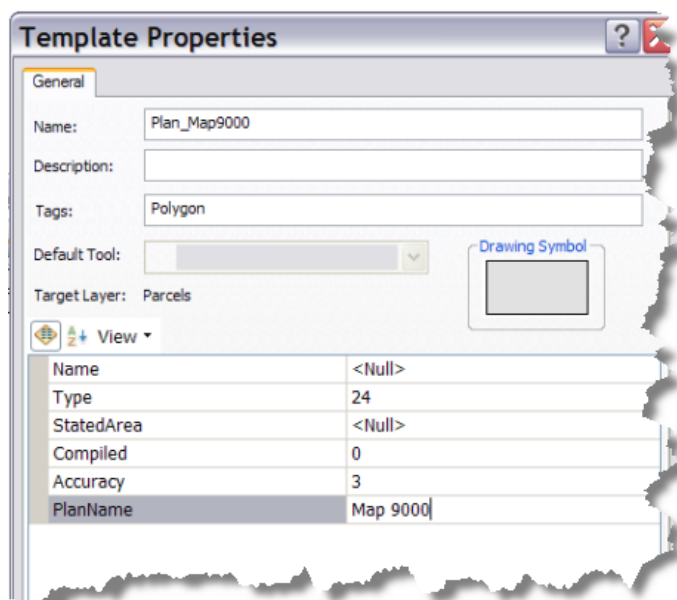 Template Properties
?
General
Name: Plan_Map9000
Description:
Tags: Polygon
Default Tool:
Drawing Symbol
Target Layer: Parcels
A Z View
Name <Null>
Type 24
StatedArea <Null>
Compiled 0
Accuracy 3
PlanName Map 9000